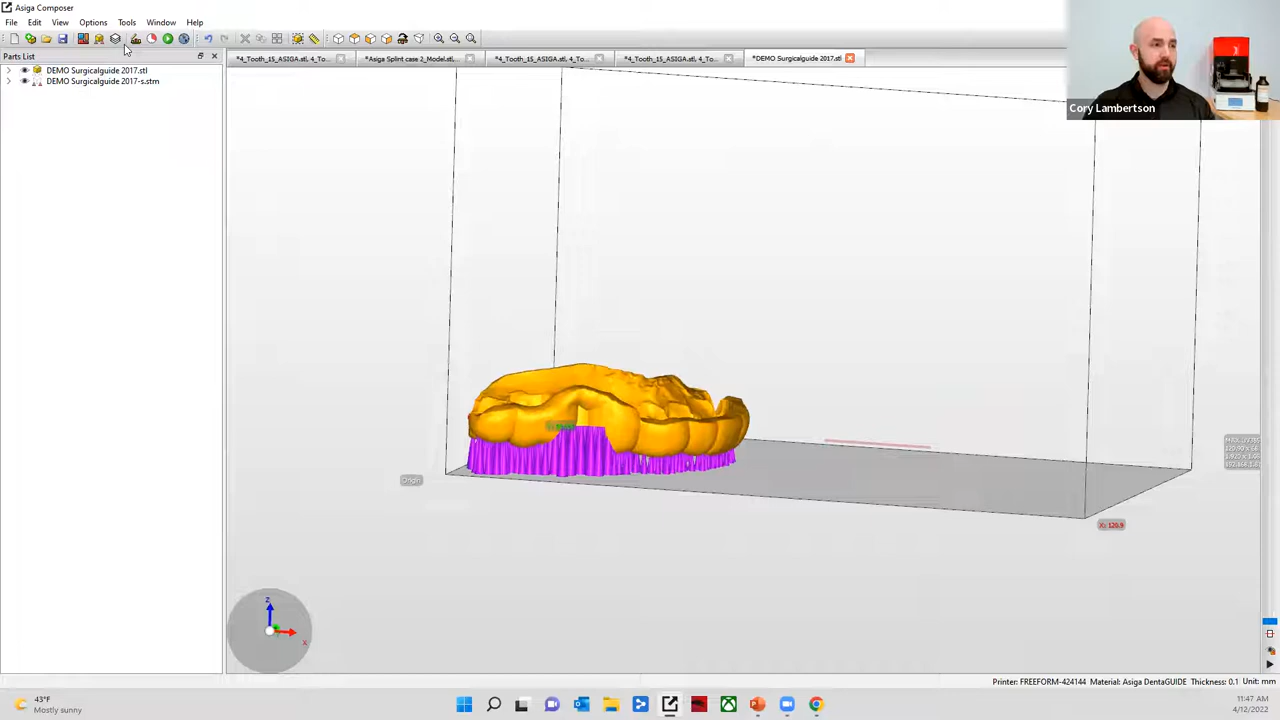 Asiga Composer
File Edit View Options Tools Window Help
Parts List
*4_Tooth_15_ASIGA.stl, 4_To...
*Asiga Splint case 2_Model.stl,
*4_Tooth_15_ASIGA.stl, 4_To...
*4_Tooth_15_ASIGA.stl, 4_To...
*DEMO Surgicalguide 2017.stl
DEMO Surgicalguide 2017.stl
DEMO Surgicalguide 2017-s.stm
Cory Lambertson
Origin
X: 120.9
Z
X
Printer: FREEFORM-424144 Material: Asiga DentaGUIDE Thickness: 0.1 Unit: mm
43°F
Mostly sunny
11:47 AM
4/12/2022